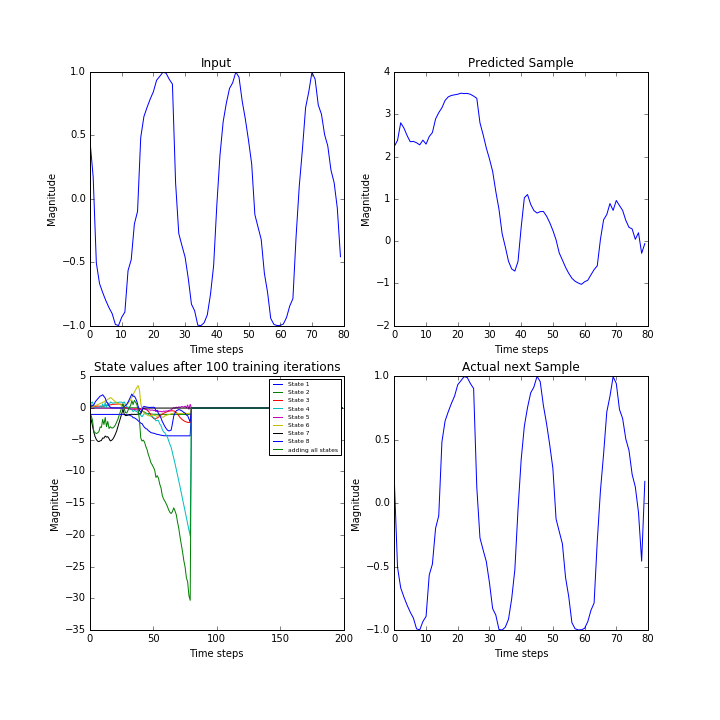 Input
1.0
0.5
0.0
−0.5
−1.0
Magnitude
0 10 20 30 40 50 60 70 80
Time steps
Predicted Sample
4
3
2
1
0
−1
−2
Magnitude
0 10 20 30 40 50 60 70 80
Time steps
State values after 100 training iterations
5
0
−5
−10
−15
−20
−25
−30
−35
Magnitude
State 1
State 2
State 3
State 4
State 5
State 6
State 7
State 8
adding all states
0 50 100 150 200
Time steps
Actual next Sample
1.0
0.5
0.0
−0.5
−1.0
Magnitude
0 10 20 30 40 50 60 70 80
Time steps